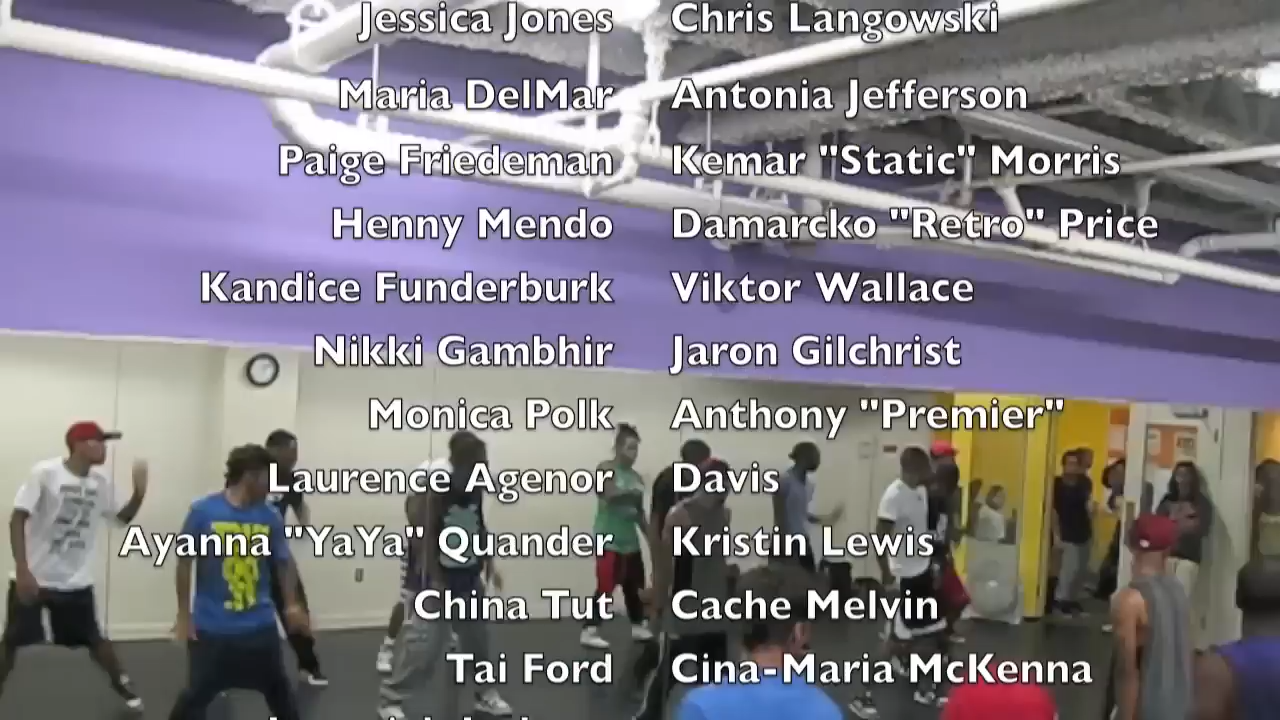 Jessica Jones Chris Langowski
Maria DelMar Antonia Jefferson
Paige Friedeman Kemar "Static" Morris
Henny Mendo Damarcko "Retro" Price
Kandice Funderburk Viktor Wallace
Nikki Gambhir Jaron Gilchrist
Monica Polk Anthony "Premier"
Laurence Agenor Davis
Ayanna "YaYa" Quander Kristin Lewis
China Tut Cache Melvin
Tai Ford Cina-Maria McKenna